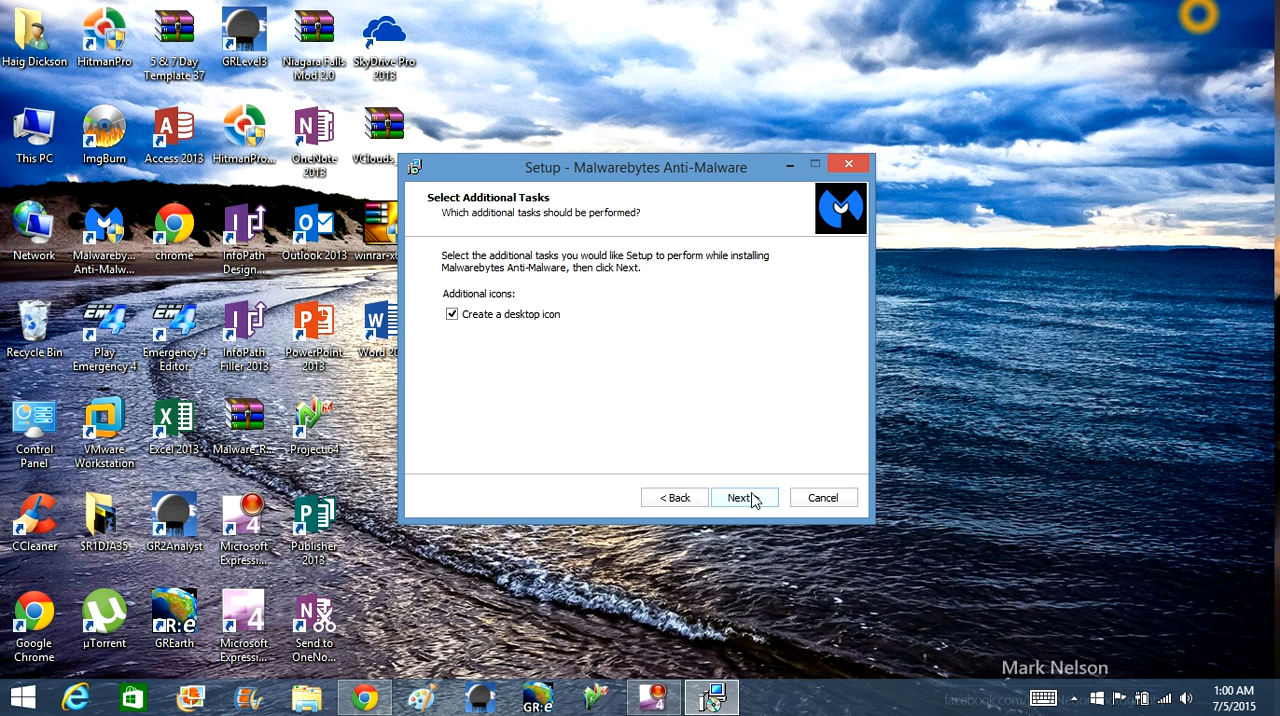 Haig Dickson
HitmanPro
5 & 7 Day
Template 37
GRLevel3
Niagara Falls
Mod 2.0
SkyDrive Pro
2013
This PC
ImgBurn
Access 2013
HitmanPro...
OneNote
2013
VClouds_
Network
Malwareby...
Anti-Malw...
chrome
InfoPath
Design...
Outlook 2013
winrar-x6
Recycle Bin
Play
Emergency 4
Emergency 4
Editor
InfoPath
Filler 2013
PowerPoint
2013
Word 20
Control
Panel
VMware
Workstation
Excel 2013
Malware_R...
Project64
CCleaner
$R1DJA35
GR2Analyst
Microsoft
Expressi...
Publisher
2013
Google
Chrome
µTorrent
GREarth
Microsoft
Expressi...
Send to
OneNo...
Setup - Malwarebytes Anti-Malware
Select Additional Tasks
Which additional tasks should be performed?
Select the additional tasks you would like Setup to perform while installing
Malwarebytes Anti-Malware, then click Next.
Additional icons:
Create a desktop icon
< Back
Next
Cancel
Mark Nelson
1:00 AM
7/5/2015